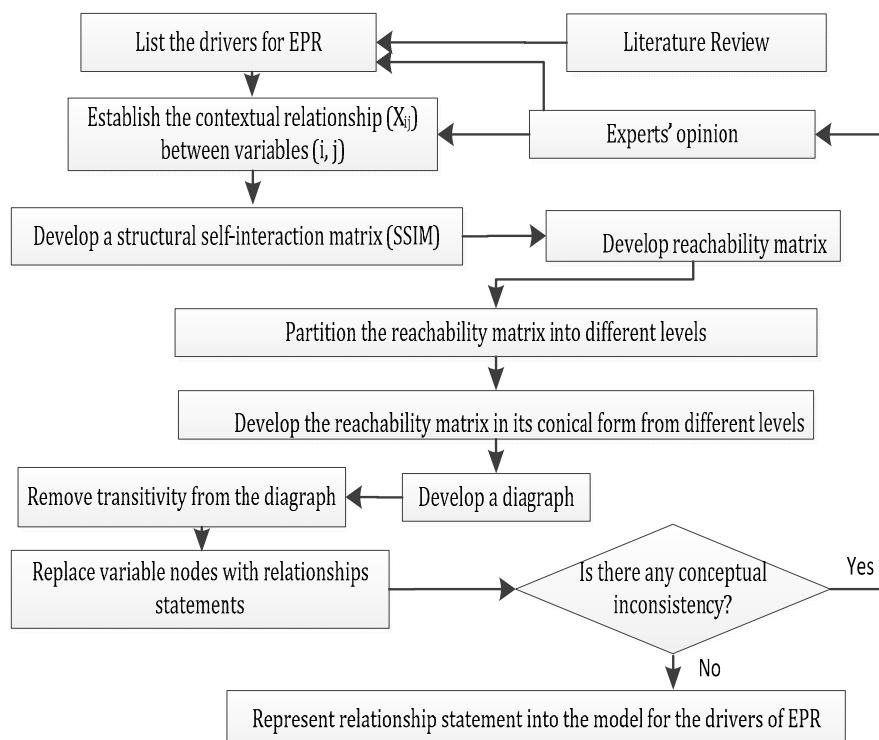 List the drivers for EPR
Literature Review
Establish the contextual relationship (Xij)
between variables (i, j)
Experts' opinion
Develop a structural self-interaction matrix (SSIM)
Develop reachability matrix
Partition the reachability matrix into different levels
Develop the reachability matrix in its conical form from different levels
Remove transitivity from the diagraph
Develop a diagraph
Replace variable nodes with relationships
statements
Is there any conceptual
inconsistency?
Yes
No
Represent relationship statement into the model for the drivers of EPR